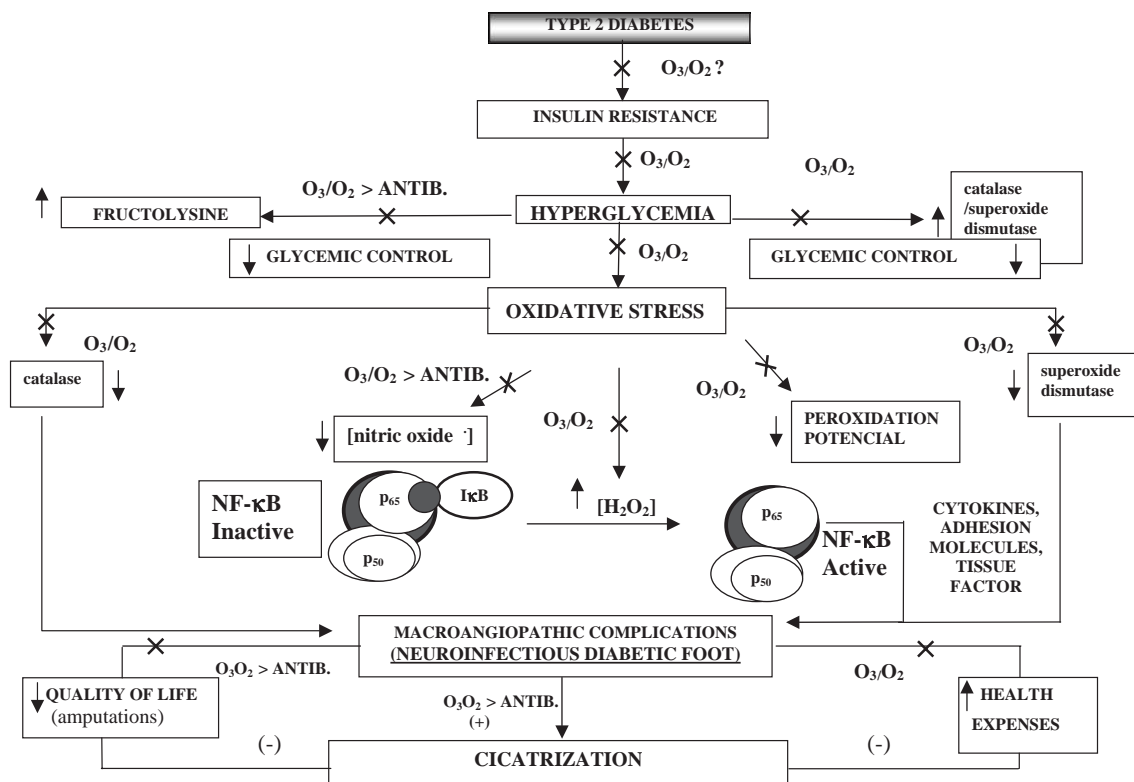 TYPE 2 DIABETES
O₃/O₂ ?
INSULIN RESISTANCE
O₃/O₂
O₃/O₂
O₃/O₂ > ANTIB.
FRUCTOLYSINE
HYPERGLYCEMIA
catalase
/superoxide
dismutase
GLYCEMIC CONTROL
O₃/O₂
GLYCEMIC CONTROL
OXIDATIVE STRESS
O₃/O₂
O₃/O₂
catalase
O₃/O₂ > ANTIB.
O₃/O₂
O₃/O₂
superoxide
dismutase
[nitric oxide ·]
PEROXIDATION
POTENCIAL
NF-κB
Inactive
p₆₅
IκB
p₅₀
[H₂O₂]
p₆₅
p₅₀
NF-κB
Active
CYTOKINES,
ADHESION
MOLECULES,
TISSUE
FACTOR
MACROANGIOPATHIC COMPLICATIONS
(NEUROINFECTIOUS DIABETIC FOOT)
O₃O₂ > ANTIB.
O₃/O₂
QUALITY OF LIFE
(amputations)
O₃O₂ > ANTIB.
(+)
HEALTH
EXPENSES
(-)
CICATRIZATION
(-)